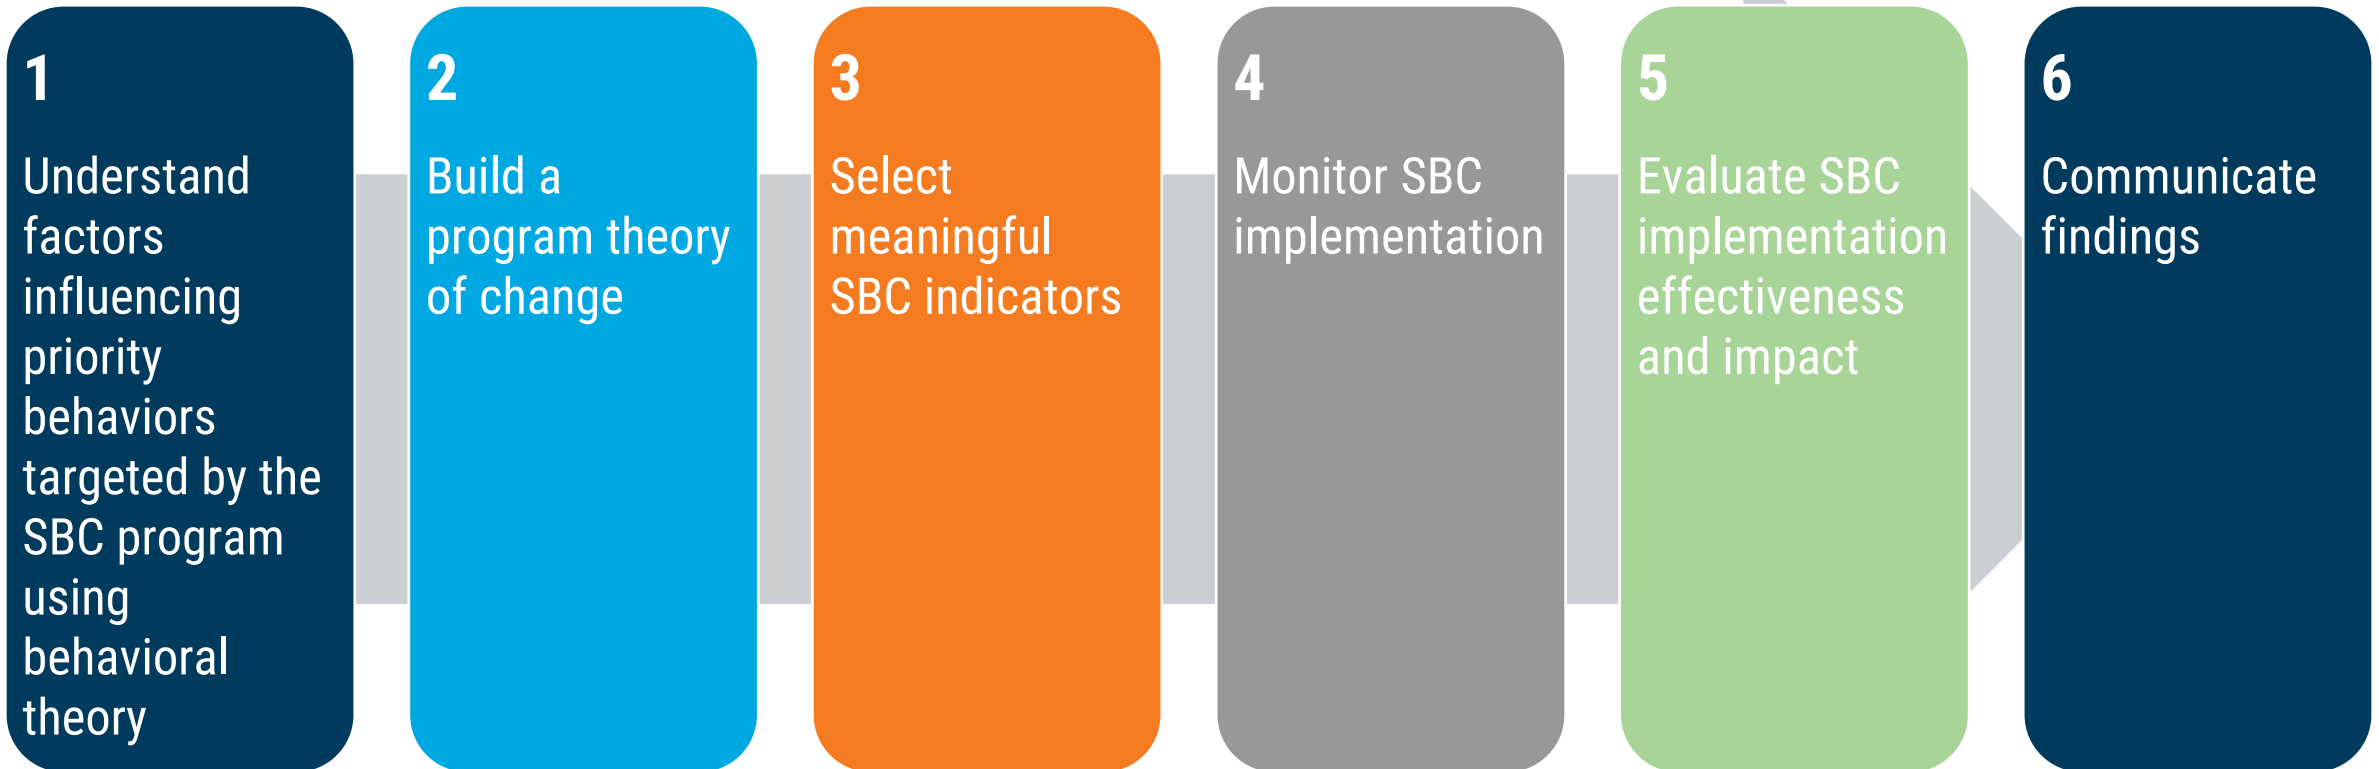 1
Understand
factors
influencing
priority
behaviors
targeted by the
SBC program
using
behavioral
theory
2
Build a
program theory
of change
3
Select
meaningful
SBC indicators
4
Monitor SBC
implementation
5
Evaluate SBC
implementation
effectiveness
and impact
6
Communicate
findings